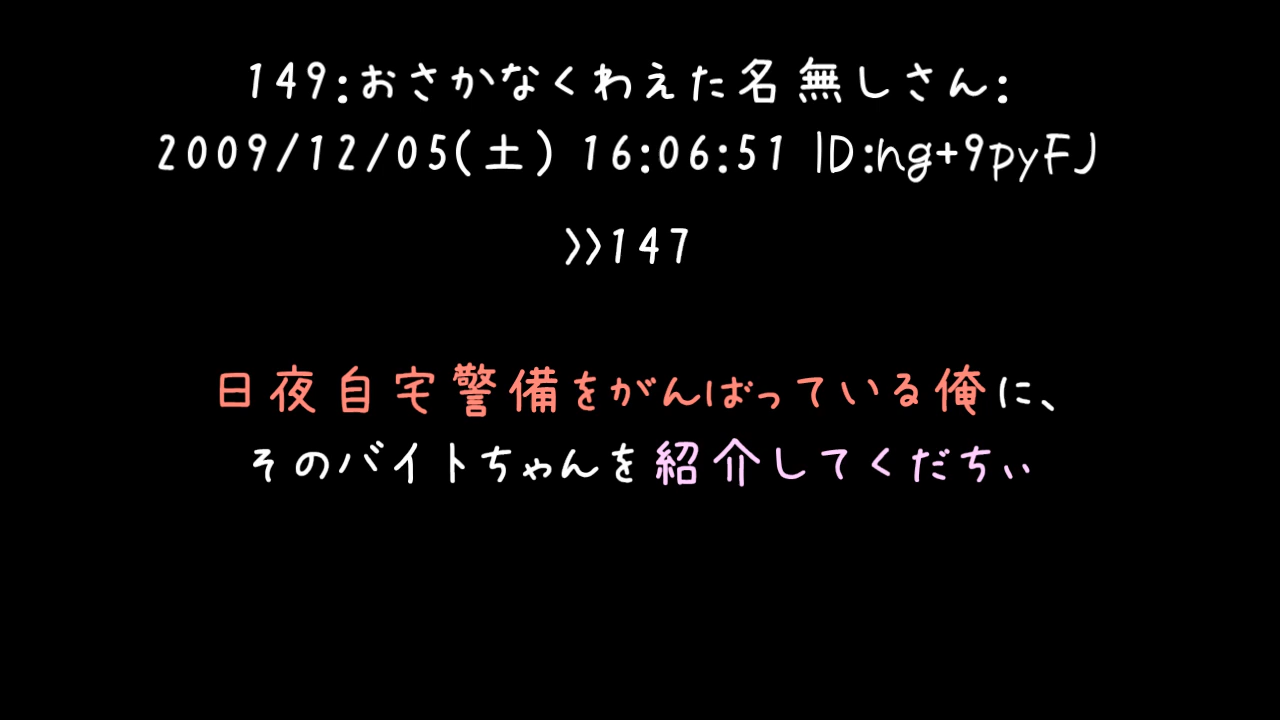 149:おさかなくわえた名無しさん:
2009/12/05(土) 16:06:51 ID:ng+9pyFJ
>>147
日夜自宅警備をがんばっている俺に、
そのバイトちゃんを紹介してくだちぃ